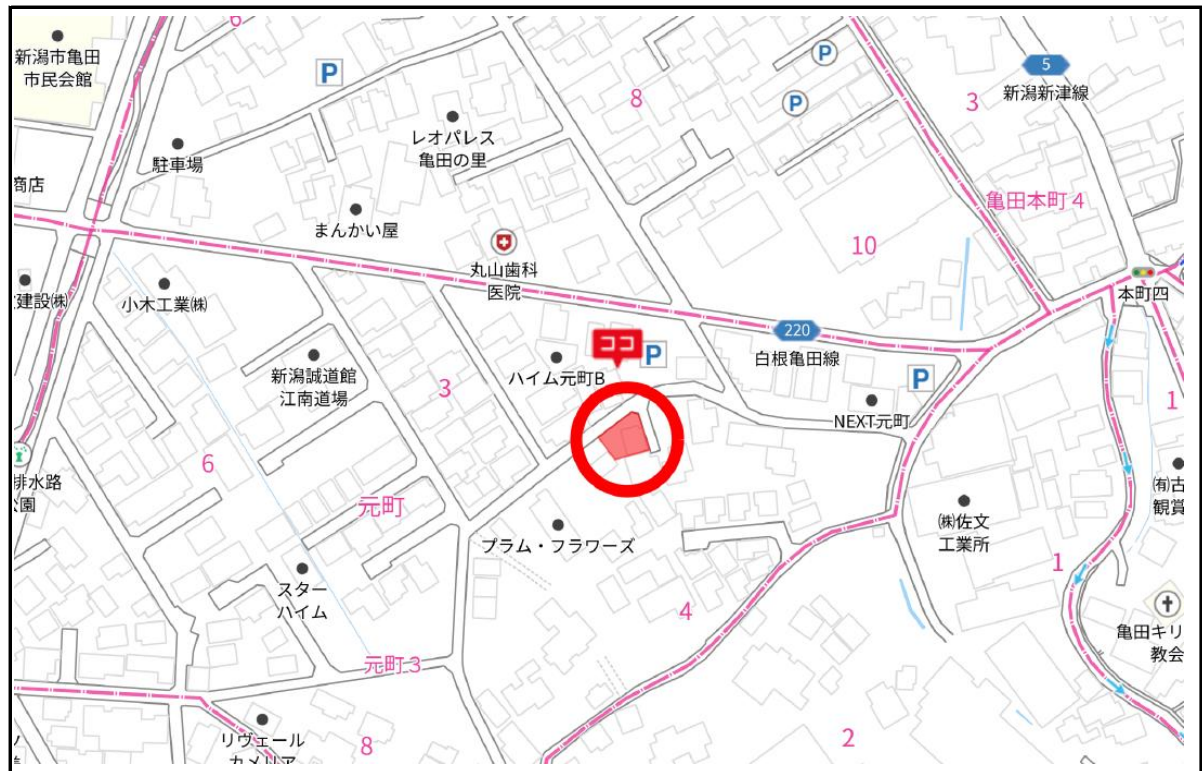 6
新潟市亀田
市民会館
P
P
P
8
5
新潟新津線
3
レオパレス
亀田の里
駐車場
商店
まんかい屋
亀田本町4
10
丸山歯科
医院
建設㈱
小木工業㈱
本町四
220
白根亀田線
ココ
P
ハイム元町B
新潟誠道館
江南道場
3
P
NEXT元町
1
6
排水路
公園
元町
プラム・フラワーズ
㈱佐文
工業所
㈲古
観賞
スター
ハイム
4
1
亀田キリ
教会
元町3
リヴェール
カメリア
8
2